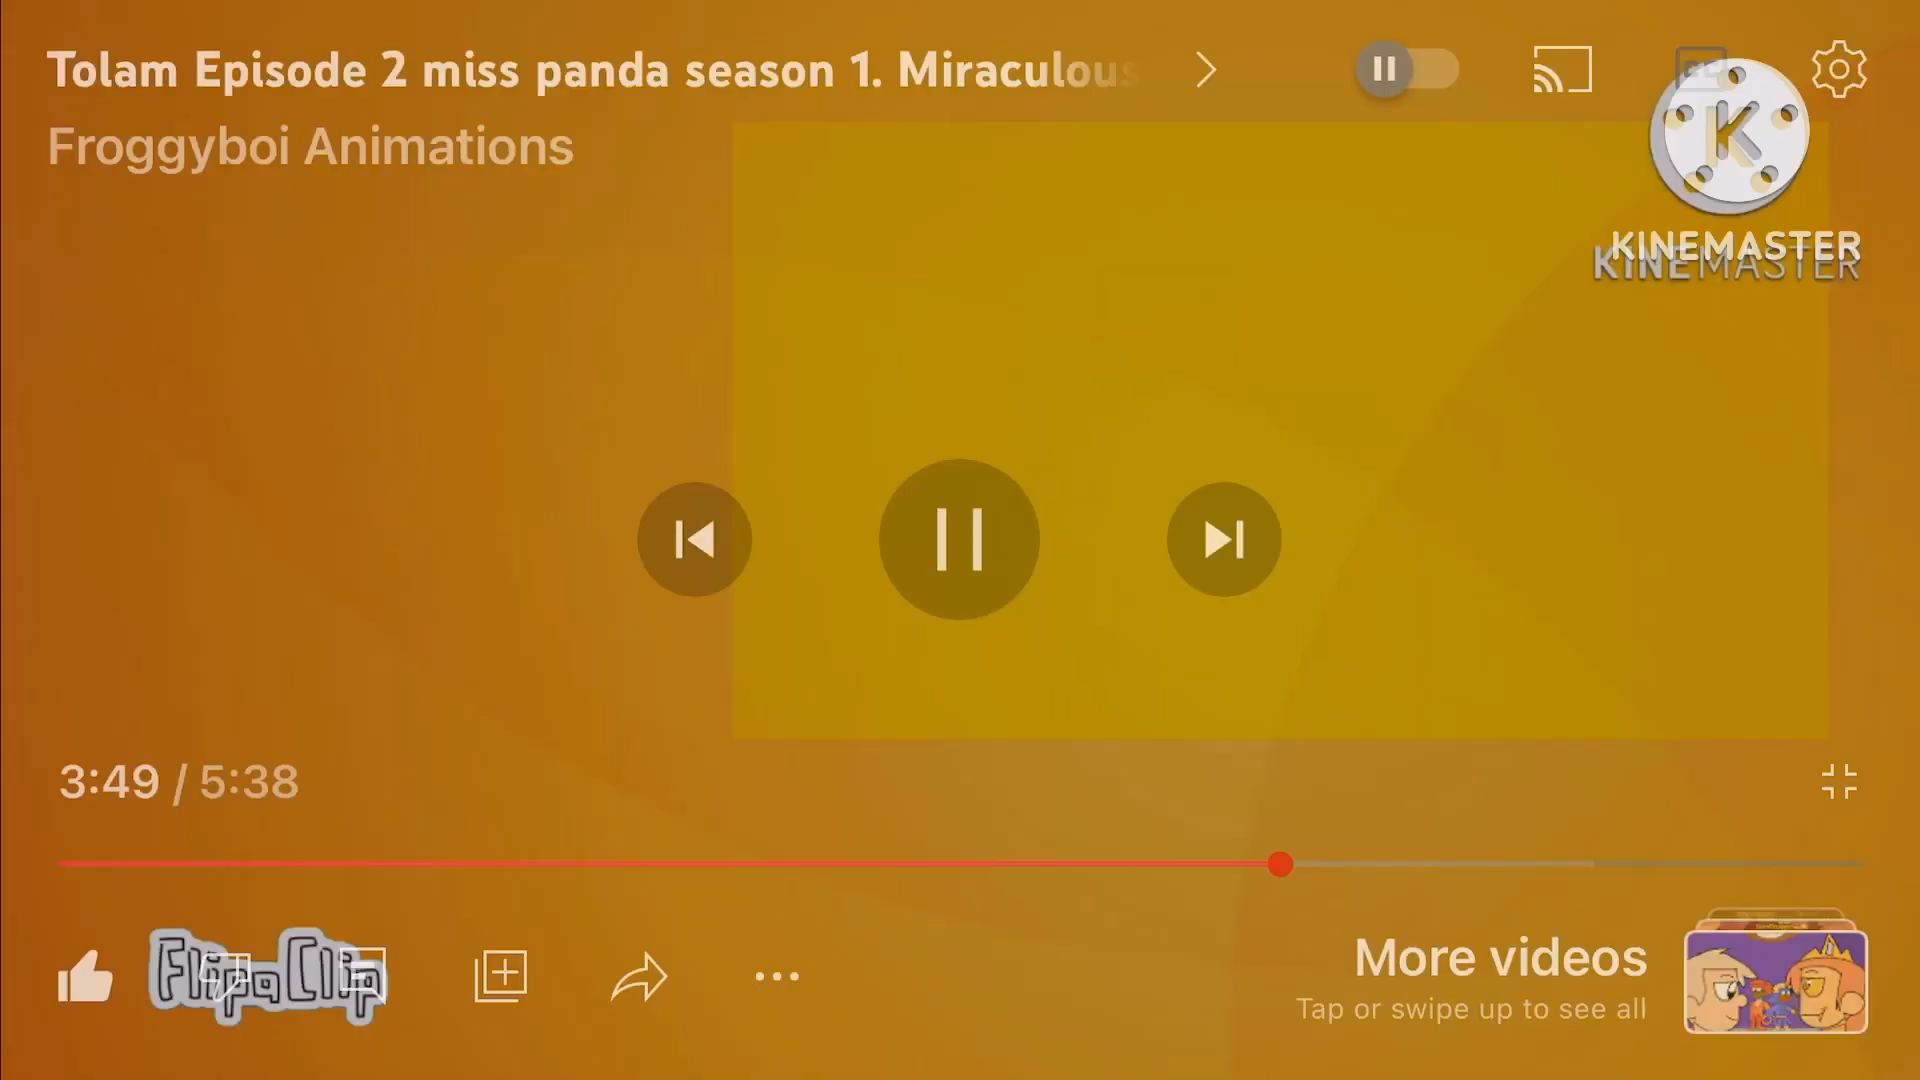 Tolam Episode 2 miss panda season 1. Miraculous
Froggyboi Animations
K
KINEMASTER
KINEMASTER
3:49 / 5:38
FlipaClip
More videos
Tap or swipe up to see all